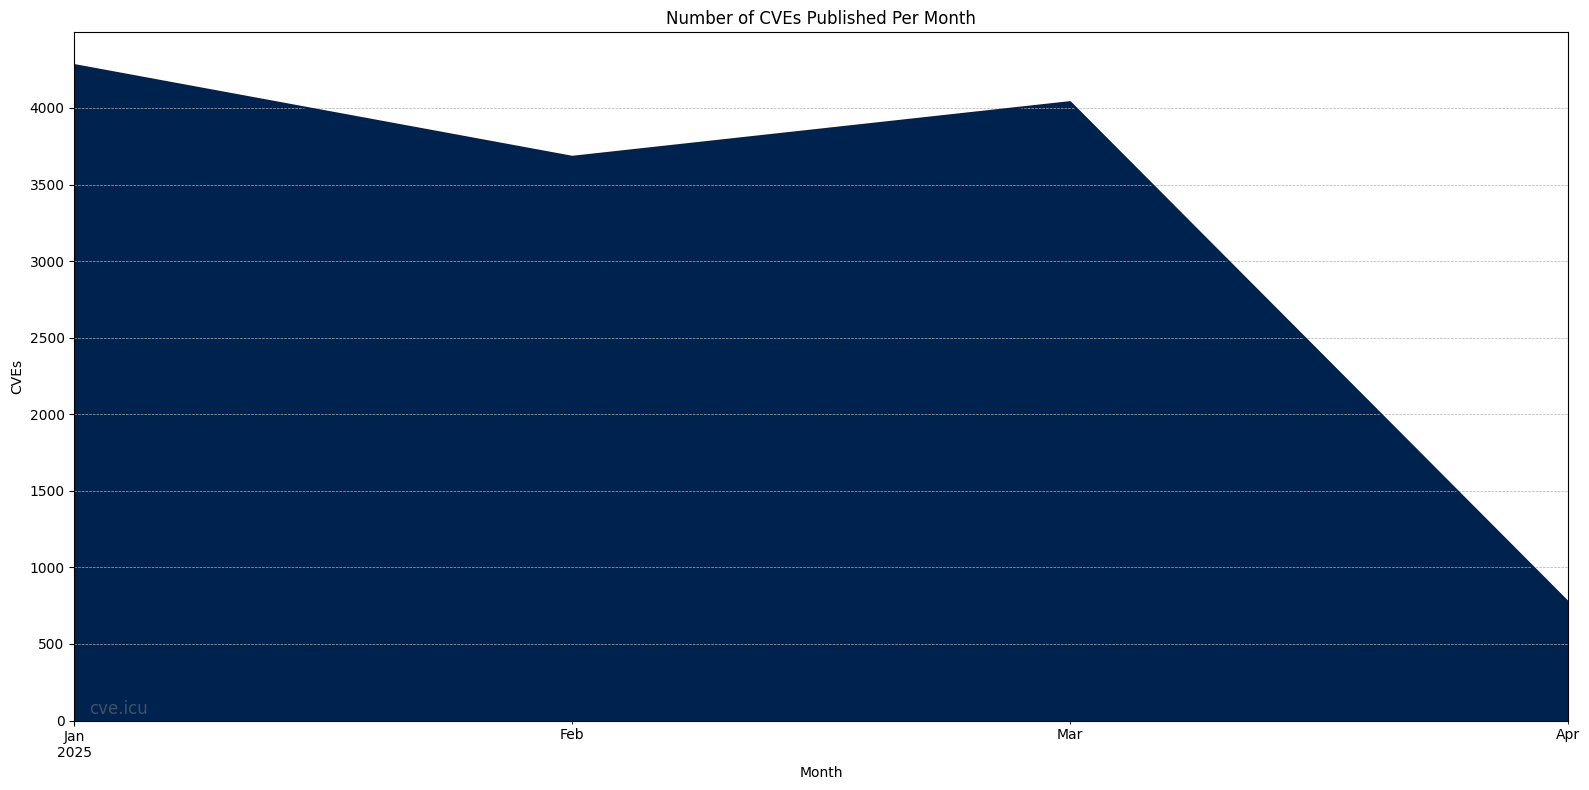 Number of CVEs Published Per Month
CVEs
4000
3500
3000
2500
2000
1500
1000
500
0
cve.icu
Jan
2025
Feb
Mar
Apr
Month